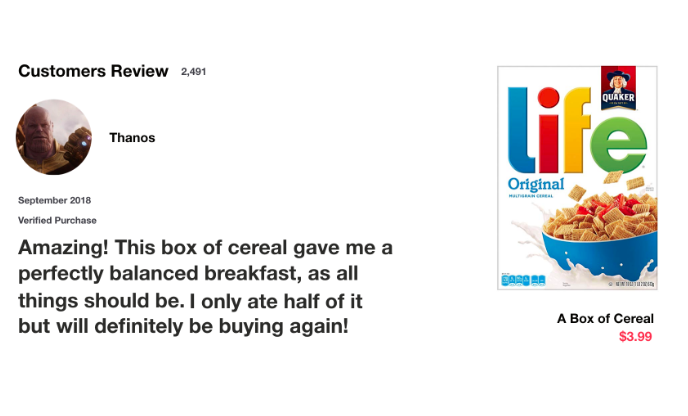 Customers Review 2,491
Thanos
September 2018
Verified Purchase
Amazing! This box of cereal gave me a
perfectly balanced breakfast, as all
things should be. I only ate half of it
but will definitely be buying again!
QUAKER
life
Original
MULTIGRAIN CEREAL
A Box of Cereal
$3.99